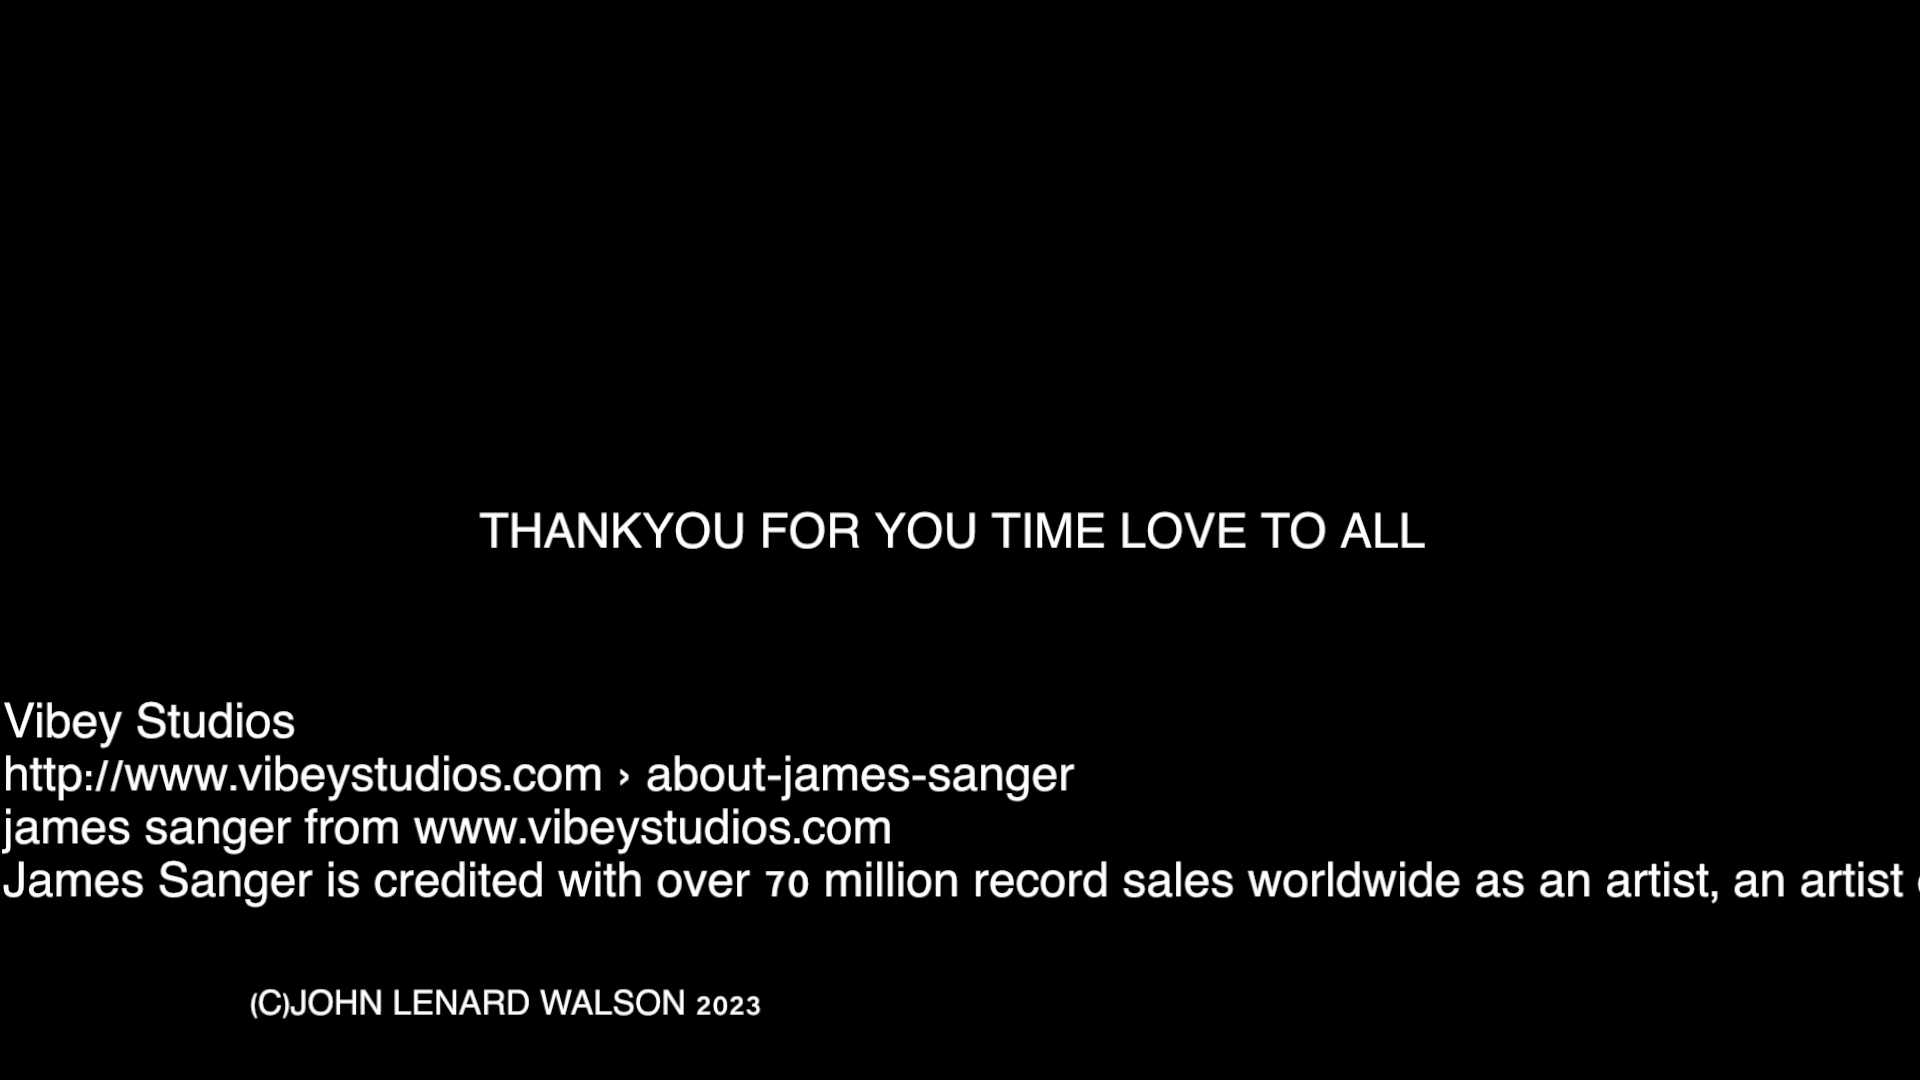 THANKYOU FOR YOU TIME LOVE TO ALL
Vibey Studios
http://www.vibeystudios.com › about-james-sanger
james sanger from www.vibeystudios.com
James Sanger is credited with over 70 million record sales worldwide as an artist, an artist
(C)JOHN LENARD WALSON 2023